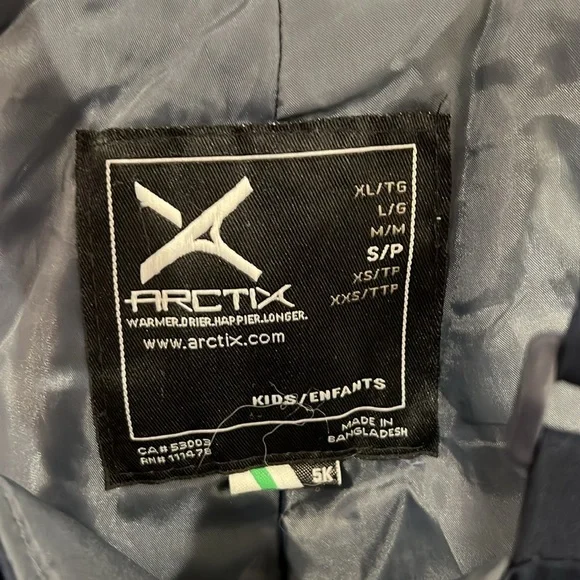 ARCTIX
WARMER.DRIER.HAPPIER.LONGER.
www.arctix.com
XL/TG
L/G
M/M
S/P
XS/TP
XXS/TTP
KIDS/ENFANTS
CA# 53003
RN# 111478
MADE IN
BANGLADESH
5K